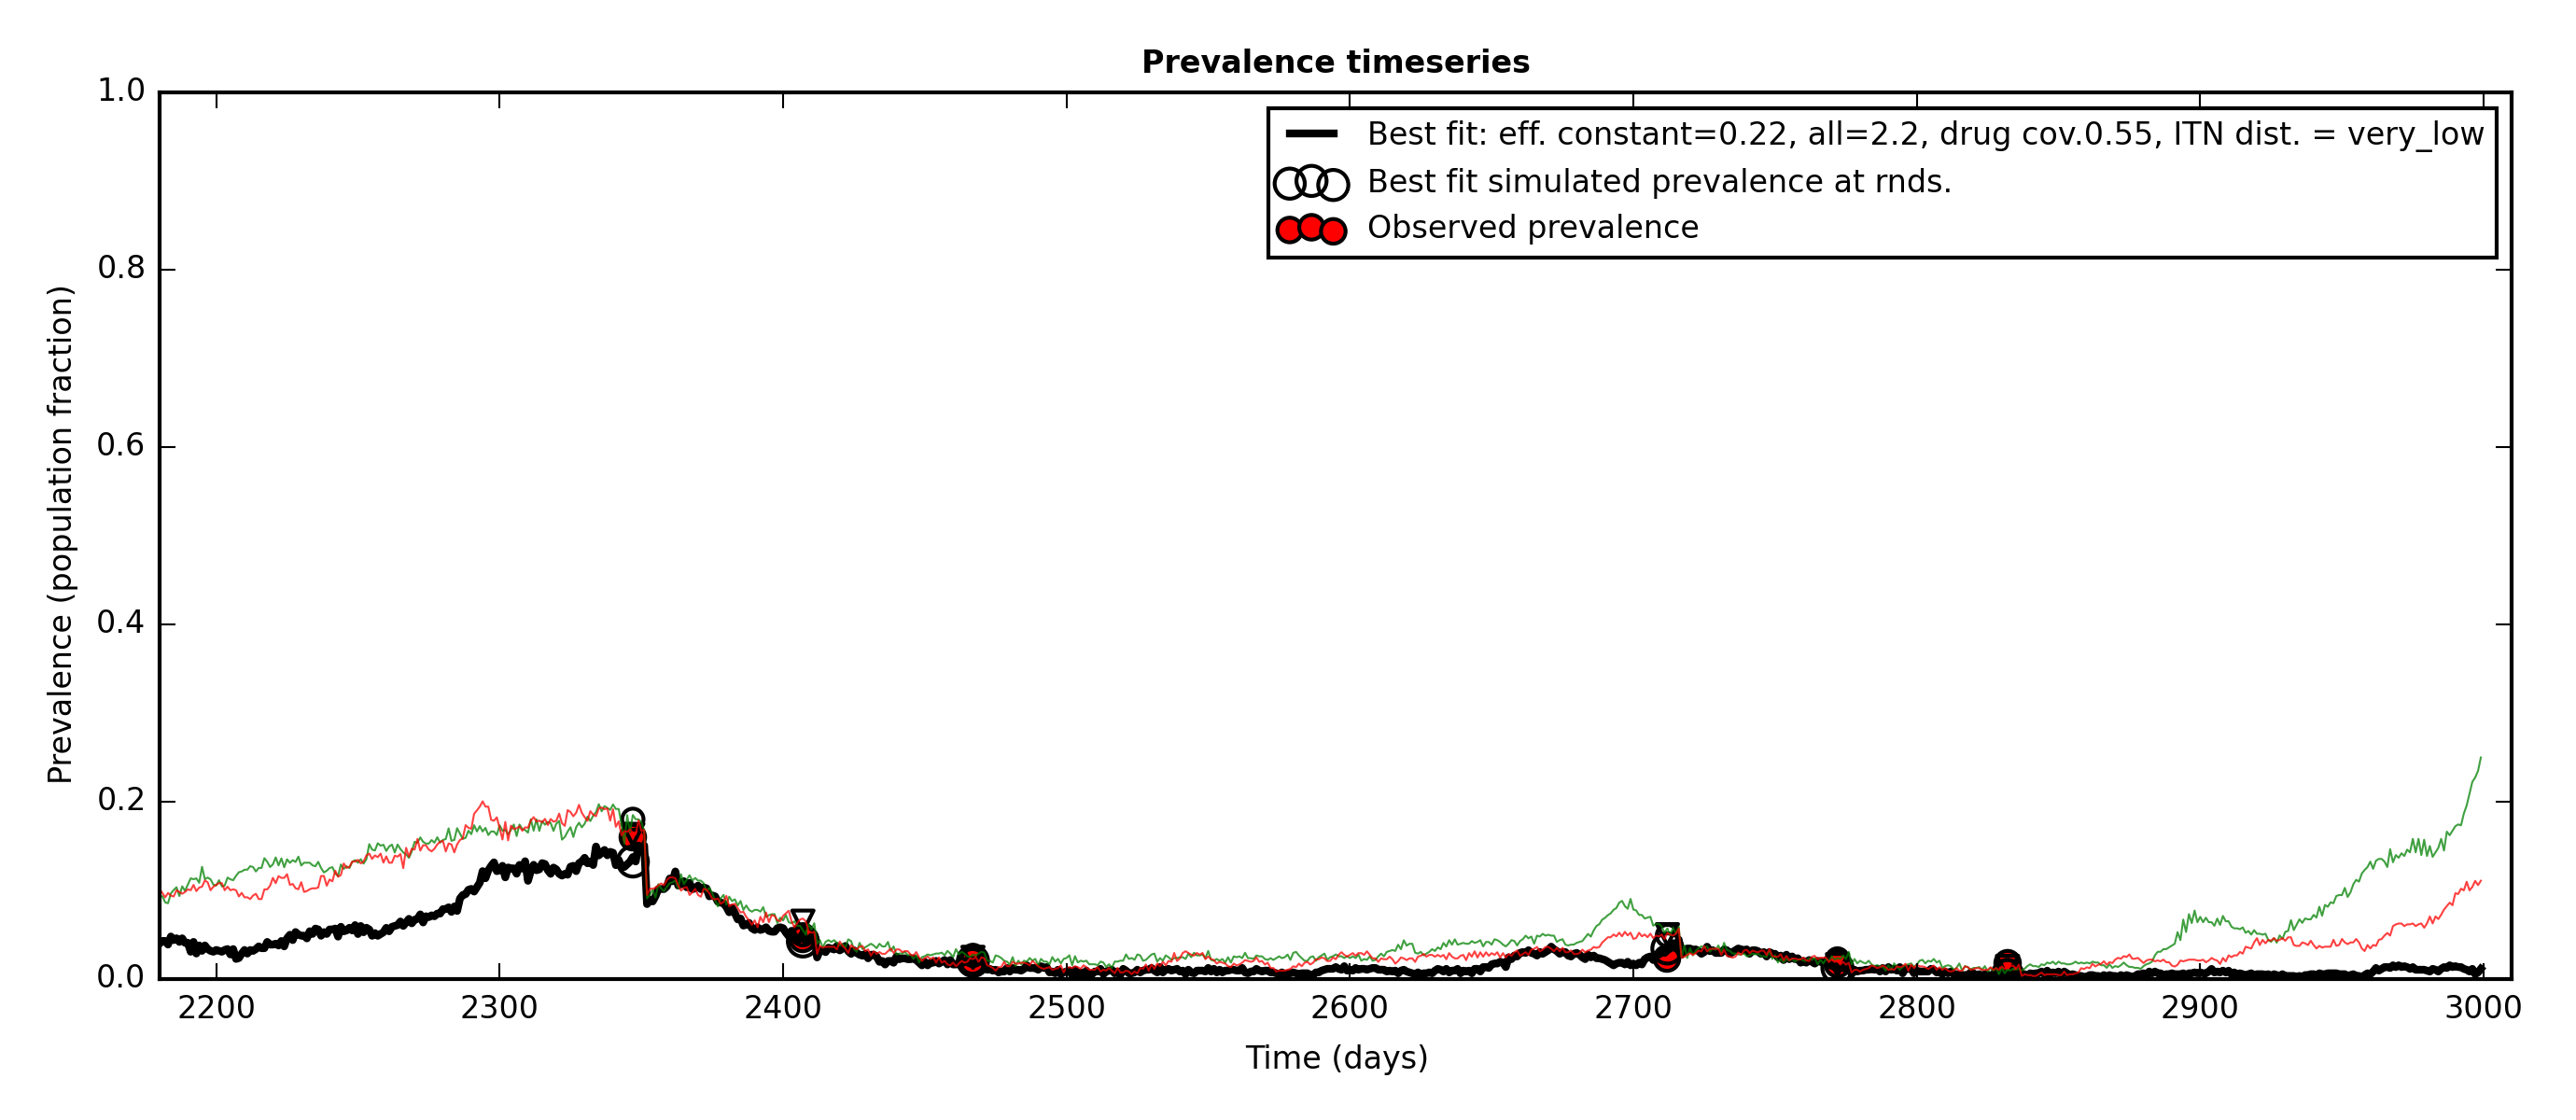 Prevalence timeseries
Prevalence (population fraction)
1.0
0.8
0.6
0.4
0.2
0.0
Best fit: eff. constant=0.22, all=2.2, drug cov.0.55, ITN dist. = very_low
Best fit simulated prevalence at rnds.
Observed prevalence
2200 2300 2400 2500 2600 2700 2800 2900 3000
Time (days)